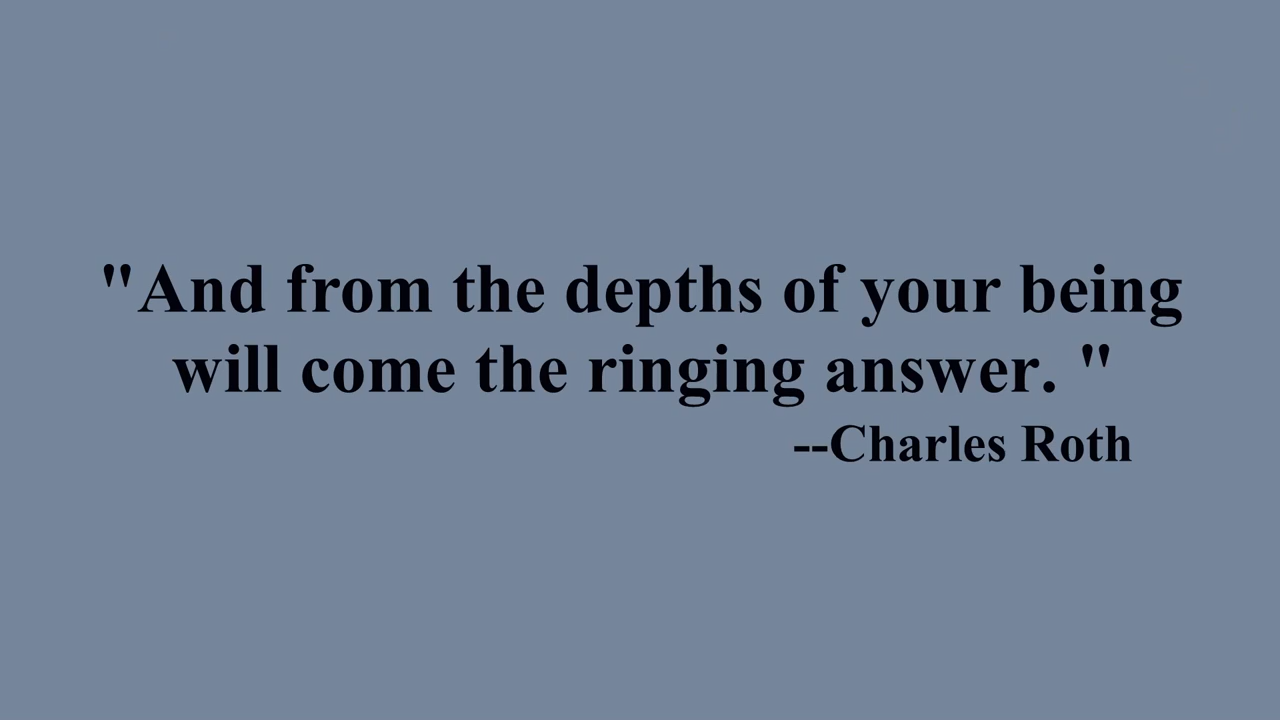 "And from the depths of your being
will come the ringing answer. "
--Charles Roth